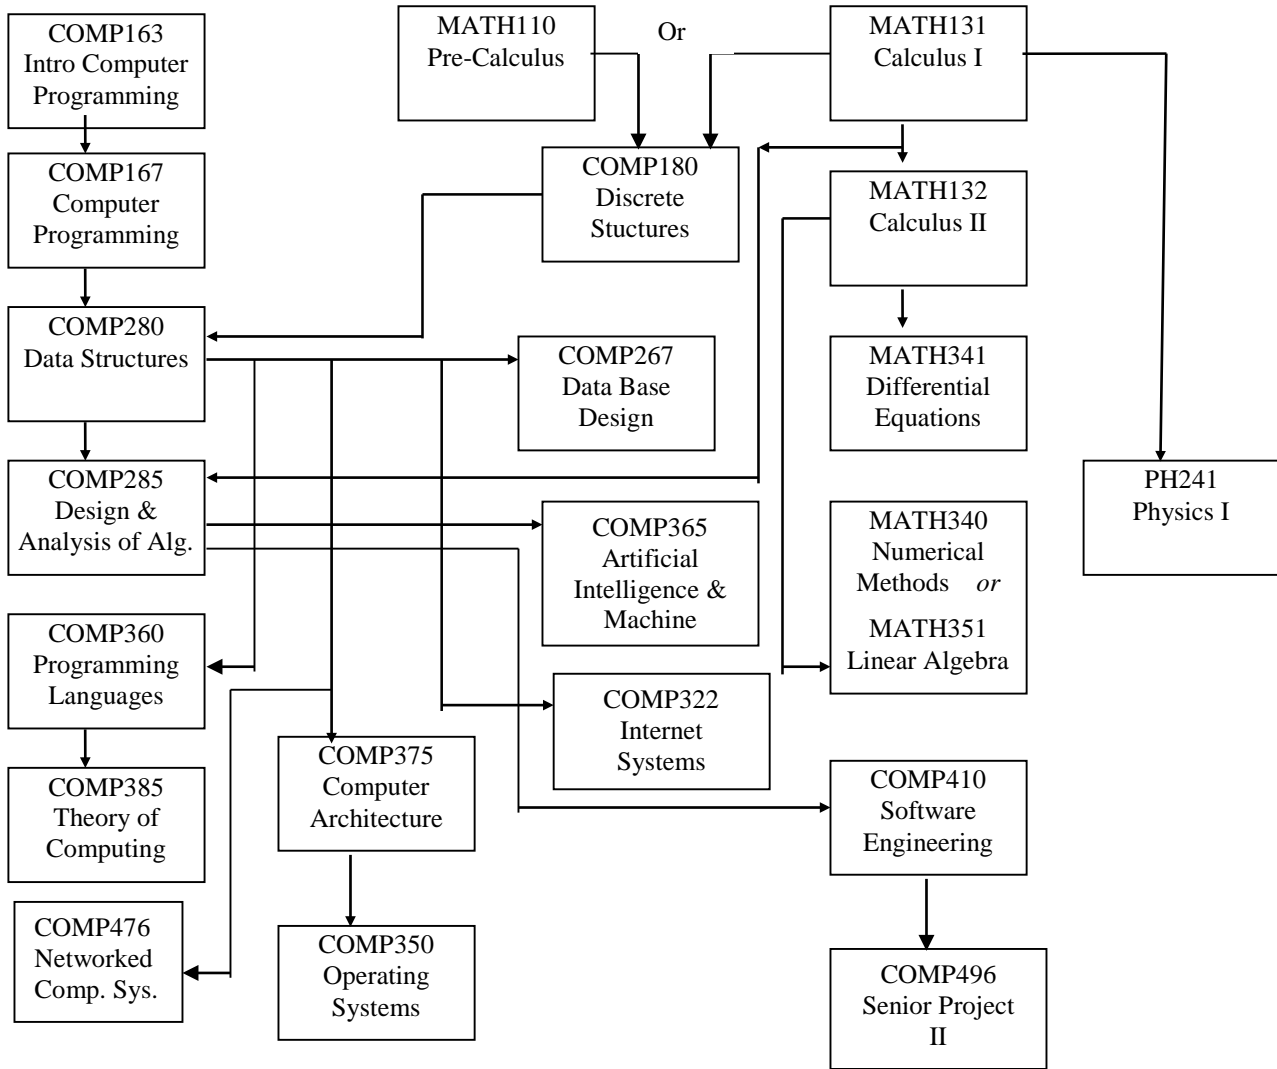 COMP163
Intro Computer
Programming
MATH110
Pre-Calculus
Or
MATH131
Calculus I
COMP167
Computer
Programming
COMP180
Discrete
Stuctures
MATH132
Calculus II
COMP280
Data Structures
COMP267
Data Base
Design
MATH341
Differential
Equations
COMP285
Design &
Analysis of Alg.
COMP365
Artificial
Intelligence &
Machine
MATH340
Numerical
Methods or
MATH351
Linear Algebra
PH241
Physics I
COMP360
Programming
Languages
COMP322
Internet
Systems
COMP385
Theory of
Computing
COMP375
Computer
Architecture
COMP410
Software
Engineering
COMP476
Networked
Comp. Sys.
COMP350
Operating
Systems
COMP496
Senior Project
II